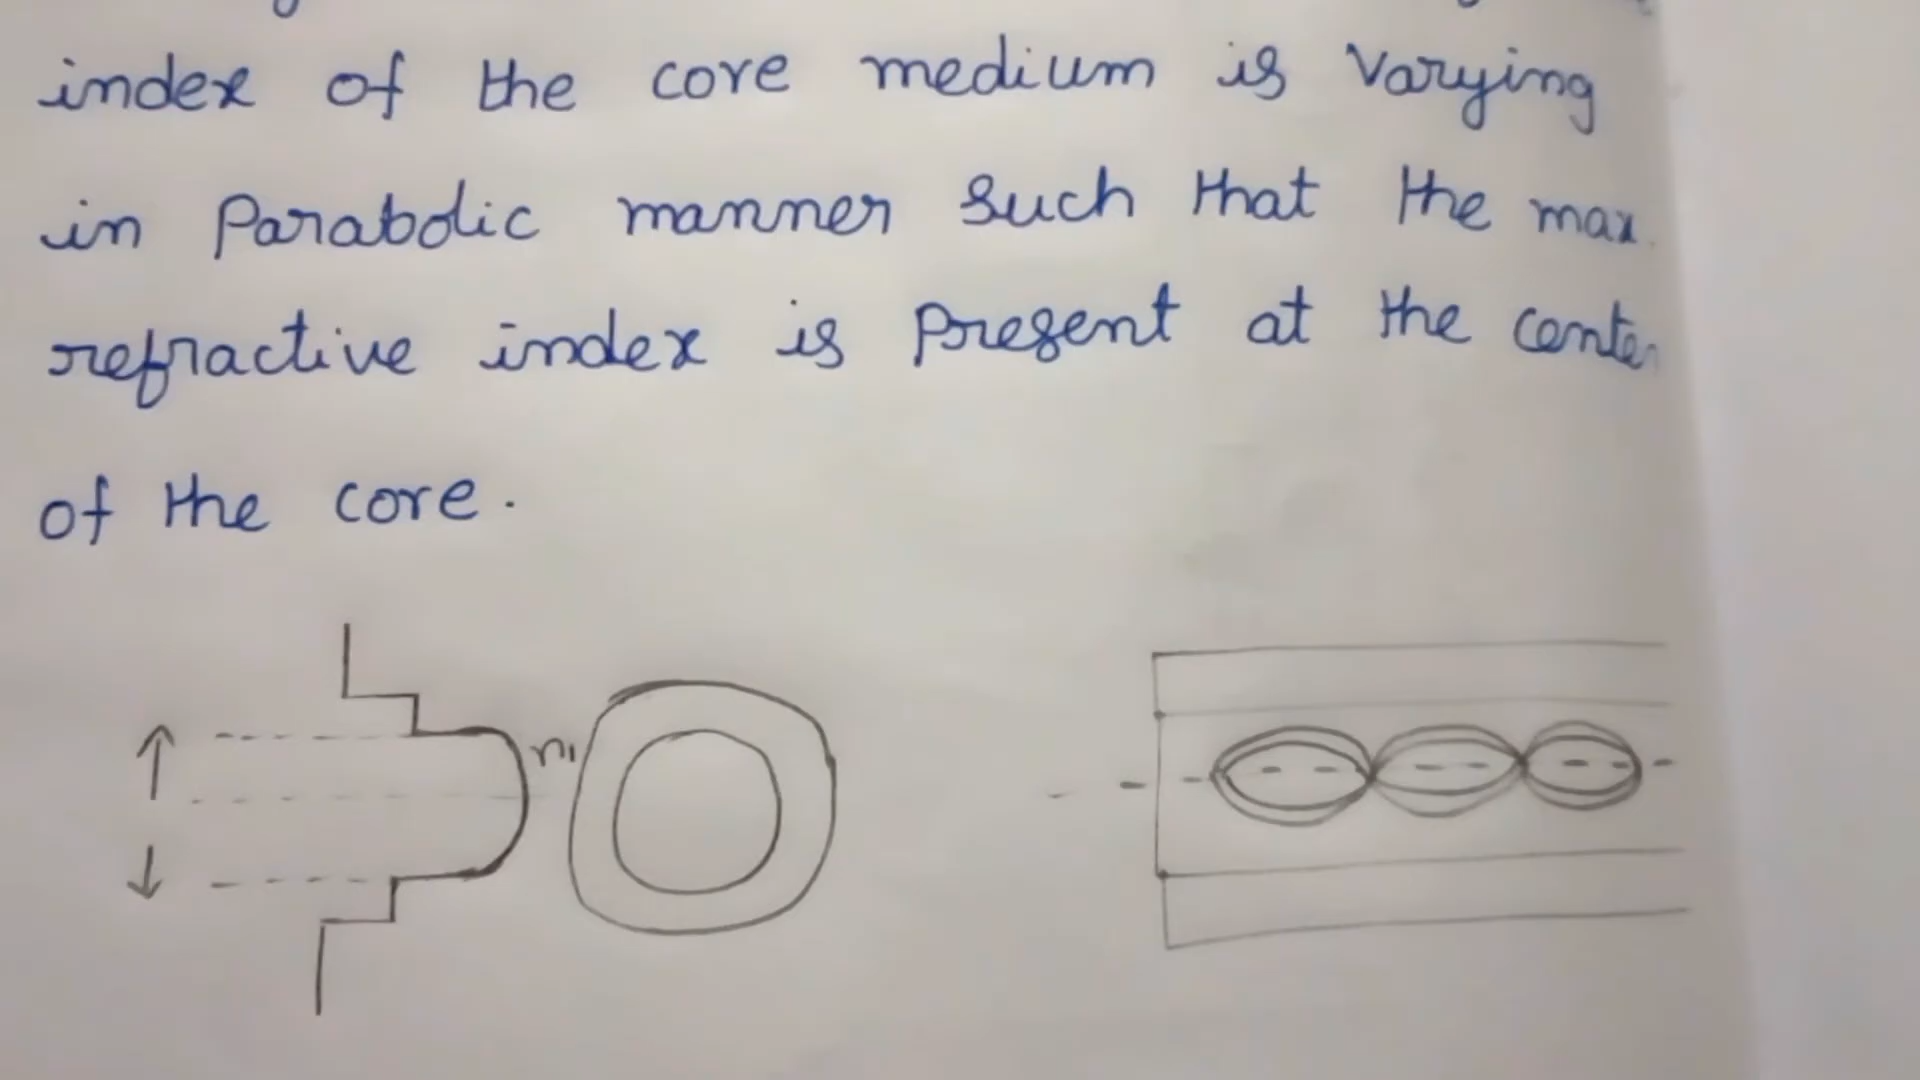 index of the core medium is varying
in Parabolic manner such that the max.
refractive index is present at the center
of the core.
n1